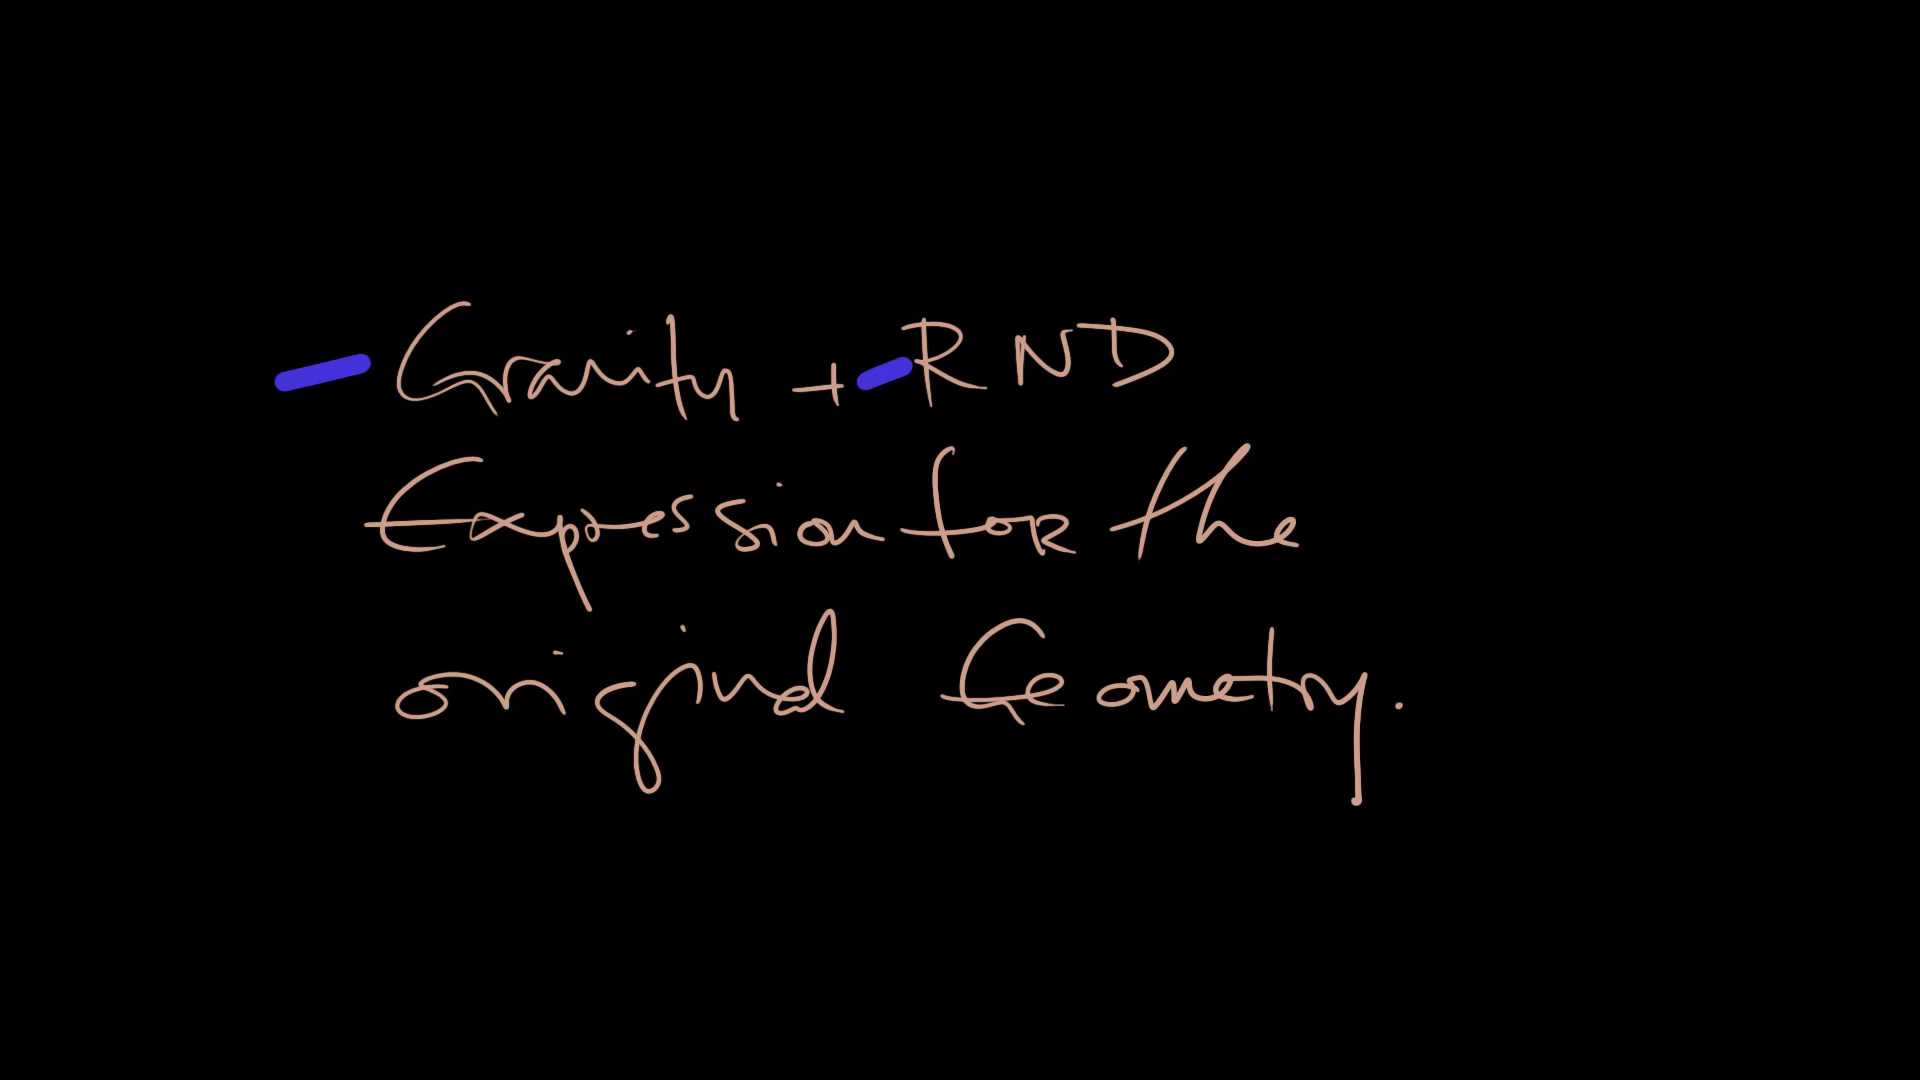 - Gravity + - RND
Expression for the
original Geometry.